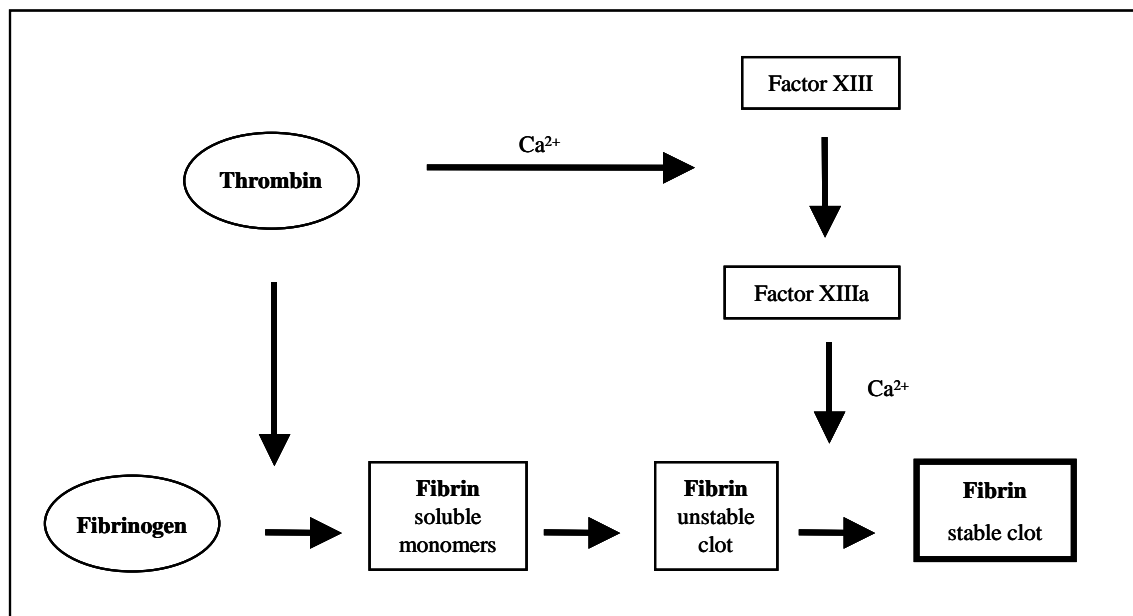 Factor XIII
Ca²⁺
Thrombin
Factor XIIIa
Ca²⁺
Fibrinogen
Fibrin
soluble
monomers
Fibrin
unstable
clot
Fibrin
stable clot